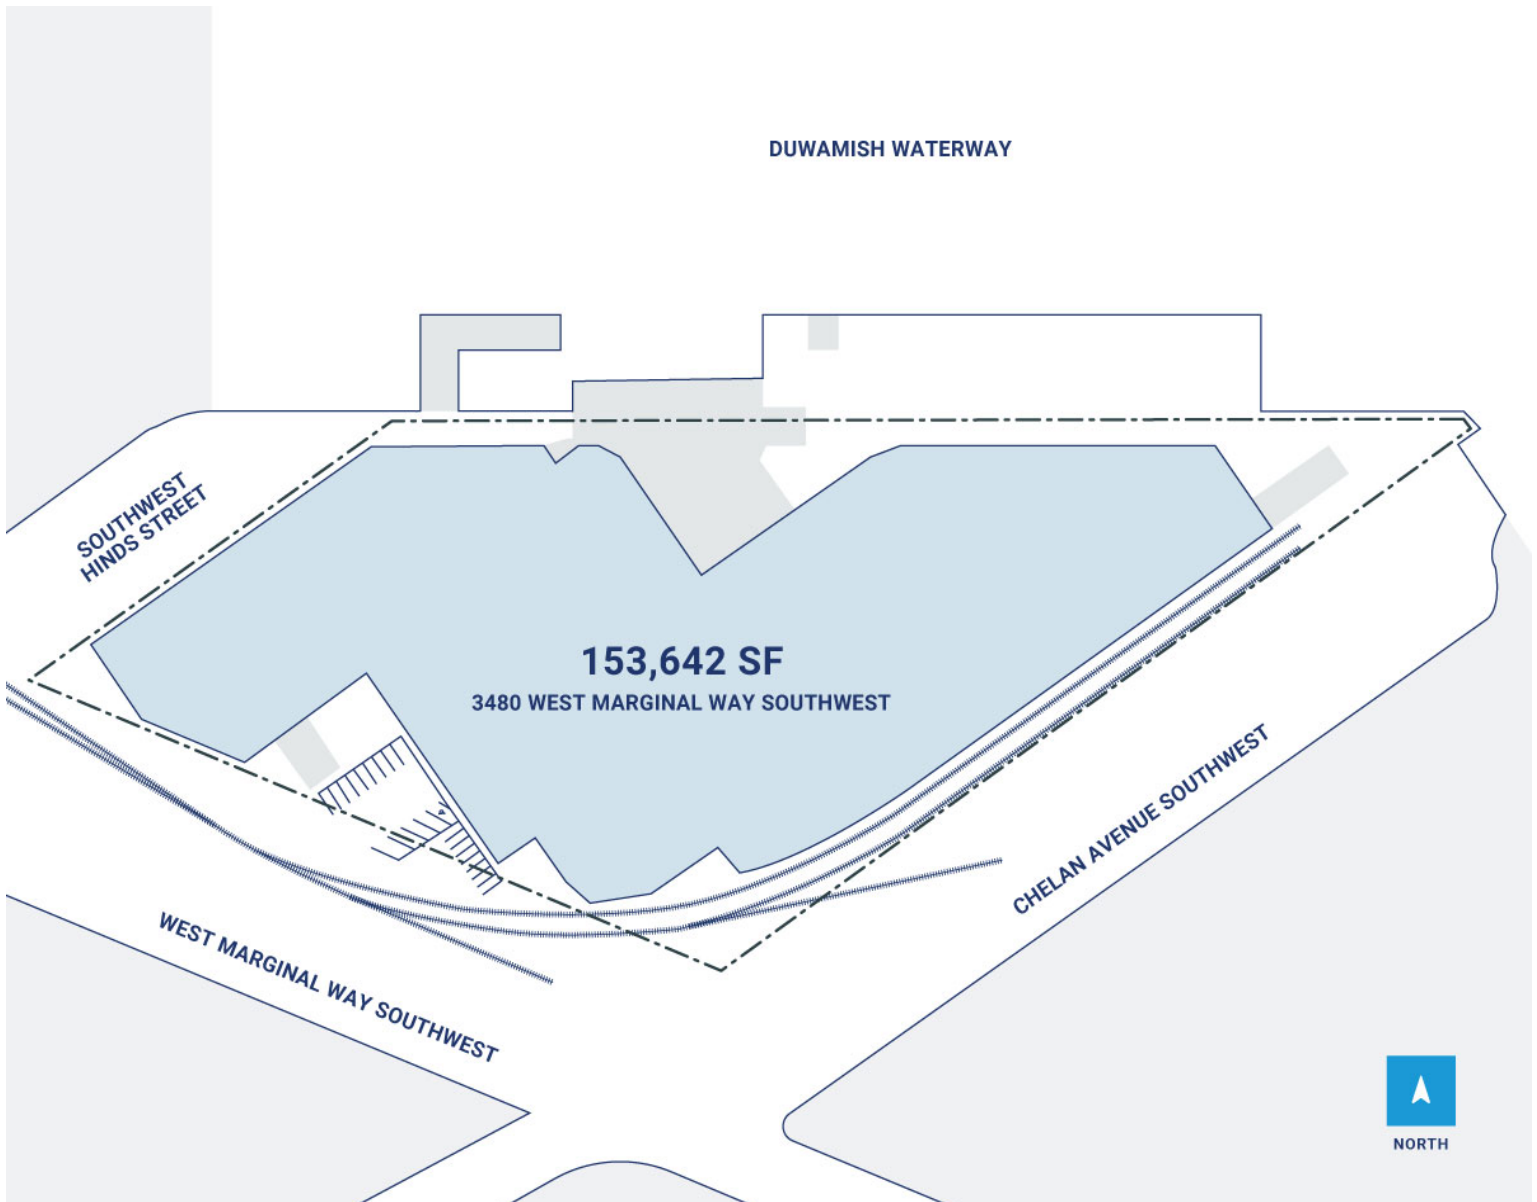 DUWAMISH WATERWAY
SOUTHWEST
HINDS STREET
153,642 SF
3480 WEST MARGINAL WAY SOUTHWEST
CHELAN AVENUE SOUTHWEST
WEST MARGINAL WAY SOUTHWEST
NORTH